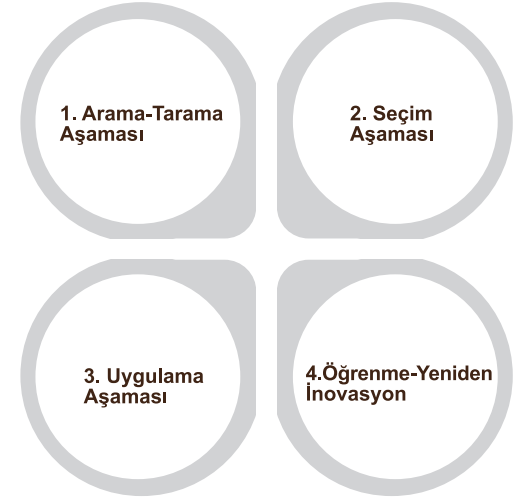 1. Arama-Tarama
Aşaması
2. Seçim
Aşaması
3. Uygulama
Aşaması
4.Öğrenme-Yeniden
İnovasyon